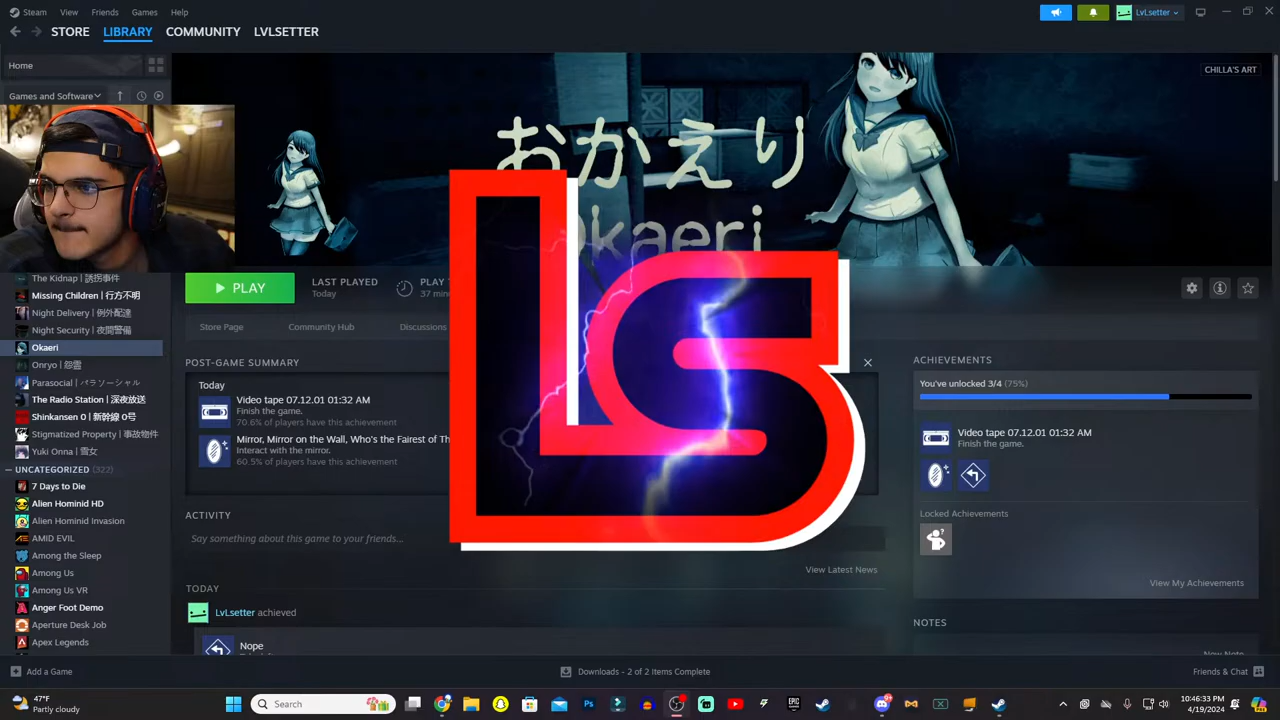 Steam View Friends Games Help
LvLsetter
STORE LIBRARY COMMUNITY LVLSETTER
Home
CHILLA'S ART
Games and Software
おかえり
Okaeri
The Kidnap | 誘拐事件
Missing Children | 行方不明
Night Delivery | 例外配達
Night Security | 夜間警備
Okaeri
Onryo | 怨霊
Parasocial | パラソーシャル
The Radio Station | 深夜放送
Shinkansen 0 | 新幹線 0号
Stigmatized Property | 事故物件
Yuki Onna | 雪女
UNCATEGORIZED (322)
7 Days to Die
Alien Hominid HD
Alien Hominid Invasion
AMID EVIL
Among the Sleep
Among Us
Among Us VR
Anger Foot Demo
Aperture Desk Job
Apex Legends
PLAY
LAST PLAYED
Today
PLAY
37 min
Store Page Community Hub Discussions
POST-GAME SUMMARY
Today
Video tape 07.12.01 01:32 AM
Finish the game.
70.6% of players have this achievement
Mirror, Mirror on the Wall, Who's the Fairest of Th
Interact with the mirror.
60.5% of players have this achievement
ACTIVITY
Say something about this game to your friends...
View Latest News
TODAY
LvLsetter achieved
Nope
LS
ACHIEVEMENTS
You've unlocked 3/4 (75%)
Video tape 07.12.01 01:32 AM
Finish the game.
Locked Achievements
View My Achievements
NOTES
New Note
Add a Game
Downloads - 2 of 2 Items Complete
Friends & Chat
47°F
Partly cloudy
Search
10:46:33 PM
4/19/2024